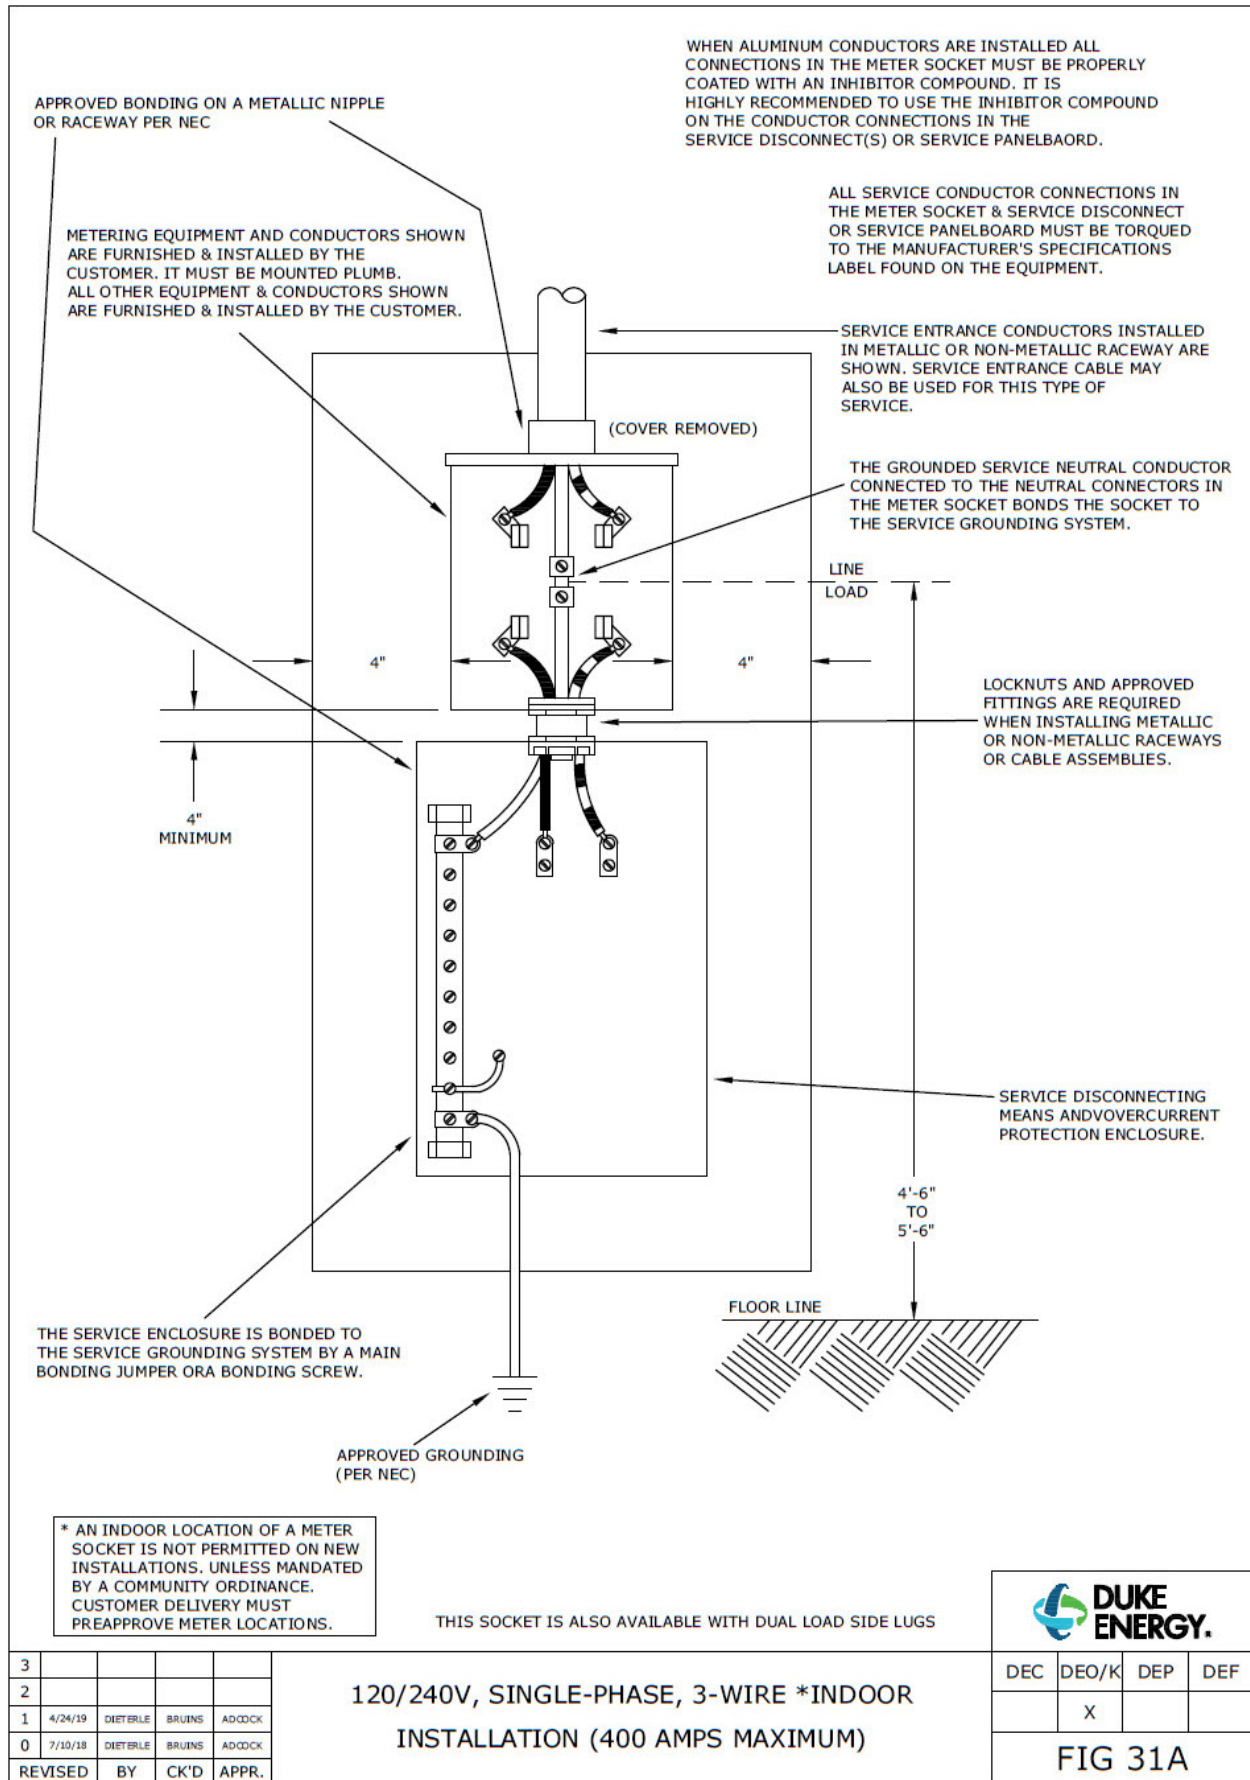 WHEN ALUMINUM CONDUCTORS ARE INSTALLED ALL
CONNECTIONS IN THE METER SOCKET MUST BE PROPERLY
COATED WITH AN INHIBITOR COMPOUND. IT IS
HIGHLY RECOMMENDED TO USE THE INHIBITOR COMPOUND
ON THE CONDUCTOR CONNECTIONS IN THE
SERVICE DISCONNECT(S) OR SERVICE PANELBAORD.
APPROVED BONDING ON A METALLIC NIPPLE
OR RACEWAY PER NEC
ALL SERVICE CONDUCTOR CONNECTIONS IN
THE METER SOCKET & SERVICE DISCONNECT
OR SERVICE PANELBOARD MUST BE TORQUED
TO THE MANUFACTURER'S SPECIFICATIONS
LABEL FOUND ON THE EQUIPMENT.
METERING EQUIPMENT AND CONDUCTORS SHOWN
ARE FURNISHED & INSTALLED BY THE
CUSTOMER. IT MUST BE MOUNTED PLUMB.
ALL OTHER EQUIPMENT & CONDUCTORS SHOWN
ARE FURNISHED & INSTALLED BY THE CUSTOMER.
SERVICE ENTRANCE CONDUCTORS INSTALLED
IN METALLIC OR NON-METALLIC RACEWAY ARE
SHOWN. SERVICE ENTRANCE CABLE MAY
ALSO BE USED FOR THIS TYPE OF
SERVICE.
(COVER REMOVED)
THE GROUNDED SERVICE NEUTRAL CONDUCTOR
CONNECTED TO THE NEUTRAL CONNECTORS IN
THE METER SOCKET BONDS THE SOCKET TO
THE SERVICE GROUNDING SYSTEM.
LINE
LOAD
4"
4"
LOCKNUTS AND APPROVED
FITTINGS ARE REQUIRED
WHEN INSTALLING METALLIC
OR NON-METALLIC RACEWAYS
OR CABLE ASSEMBLIES.
4"
MINIMUM
SERVICE DISCONNECTING
MEANS ANDVOVERCURRENT
PROTECTION ENCLOSURE.
4'-6"
TO
5'-6"
FLOOR LINE
THE SERVICE ENCLOSURE IS BONDED TO
THE SERVICE GROUNDING SYSTEM BY A MAIN
BONDING JUMPER ORA BONDING SCREW.
APPROVED GROUNDING
(PER NEC)
* AN INDOOR LOCATION OF A METER
SOCKET IS NOT PERMITTED ON NEW
INSTALLATIONS. UNLESS MANDATED
BY A COMMUNITY ORDINANCE.
CUSTOMER DELIVERY MUST
PREAPPROVE METER LOCATIONS.
THIS SOCKET IS ALSO AVAILABLE WITH DUAL LOAD SIDE LUGS
DUKE
ENERGY.
3
2
1 4/24/19 DIETERLE BRUINS ADCOCK
0 7/10/18 DIETERLE BRUINS ADCOCK
REVISED BY CK'D APPR.
120/240V, SINGLE-PHASE, 3-WIRE *INDOOR
INSTALLATION (400 AMPS MAXIMUM)
DEC DEO/K DEP DEF
X
FIG 31A